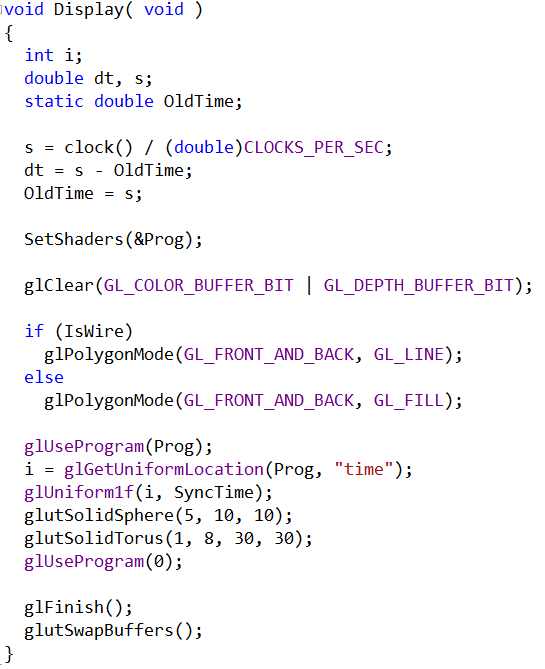 void Display( void )
{
  int i;
  double dt, s;
  static double OldTime;

  s = clock() / (double)CLOCKS_PER_SEC;
  dt = s - OldTime;
  OldTime = s;

  SetShaders(&Prog);

  glClear(GL_COLOR_BUFFER_BIT | GL_DEPTH_BUFFER_BIT);

  if (IsWire)
    glPolygonMode(GL_FRONT_AND_BACK, GL_LINE);
  else
    glPolygonMode(GL_FRONT_AND_BACK, GL_FILL);

  glUseProgram(Prog);
  i = glGetUniformLocation(Prog, "time");
  glUniform1f(i, SyncTime);
  glutSolidSphere(5, 10, 10);
  glutSolidTorus(1, 8, 30, 30);
  glUseProgram(0);

  glFinish();
  glutSwapBuffers();
}